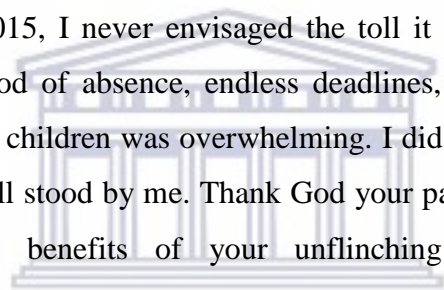 015, I never envisaged the toll it
od of absence, endless deadlines,
children was overwhelming. I did
ll stood by me. Thank God your pa
benefits of your unflinching